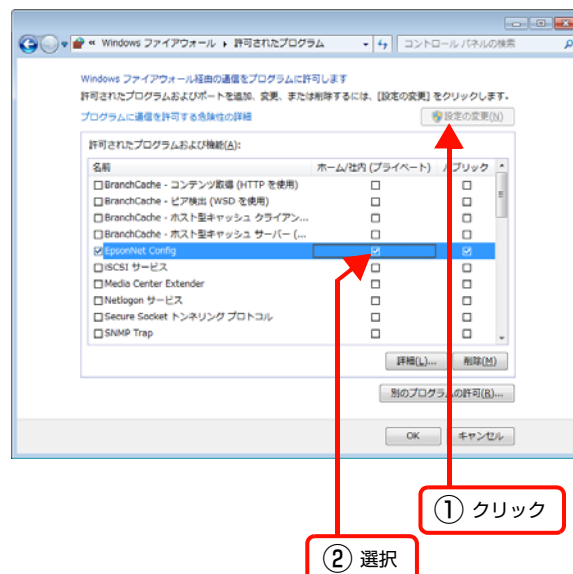 « Windows ファイアウォール ▸ 許可されたプログラム
コントロール パネルの検索
Windows ファイアウォール経由の通信をプログラムに許可します
許可されたプログラムおよびポートを追加、変更、または削除するには、[設定の変更] をクリックします。
プログラムに通信を許可する危険性の詳細
設定の変更(N)
許可されたプログラムおよび機能(A):
名前 ホーム/社内 (プライベート) パブリック
BranchCache - コンテンツ取得 (HTTP を使用)
BranchCache - ピア検出 (WSD を使用)
BranchCache - ホスト型キャッシュ クライアン...
BranchCache - ホスト型キャッシュ サーバー (...
EpsonNet Config
iSCSI サービス
Media Center Extender
Netlogon サービス
Secure Socket トンネリング プロトコル
SNMP Trap
詳細(L)... 削除(M)
別のプログラムの許可(R)...
OK キャンセル
① クリック
② 選択